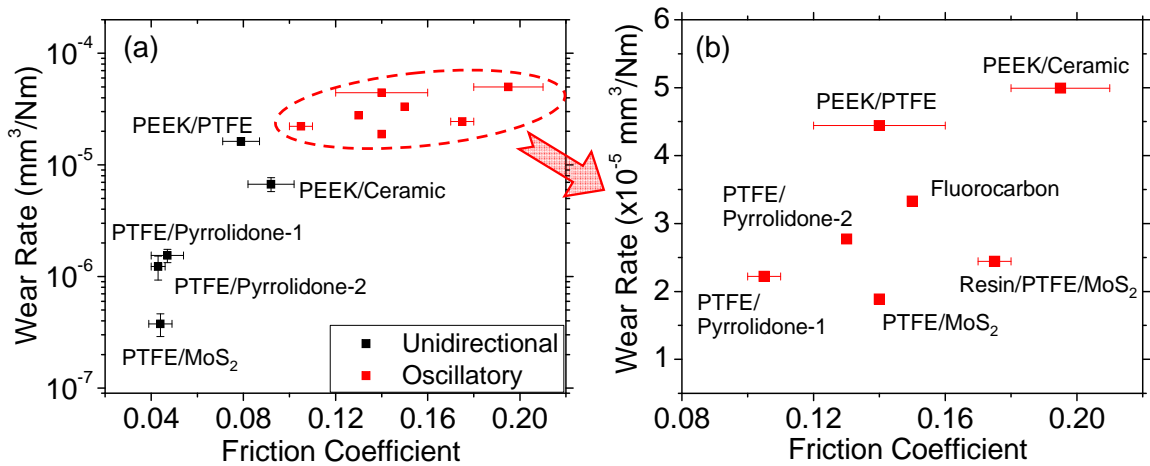 (a)
Wear Rate (mm³/Nm)
10⁻⁴
10⁻⁵
10⁻⁶
10⁻⁷
PEEK/PTFE
PEEK/Ceramic
PTFE/Pyrrolidone-1
PTFE/Pyrrolidone-2
PTFE/MoS₂
Unidirectional
Oscillatory
0.04 0.08 0.12 0.16 0.20
Friction Coefficient
(b)
Wear Rate (x10⁻⁵ mm³/Nm)
6
5
4
3
2
1
PEEK/Ceramic
PEEK/PTFE
Fluorocarbon
PTFE/
Pyrrolidone-2
Resin/PTFE/MoS₂
PTFE/
Pyrrolidone-1
PTFE/MoS₂
0.08 0.12 0.16 0.20
Friction Coefficient